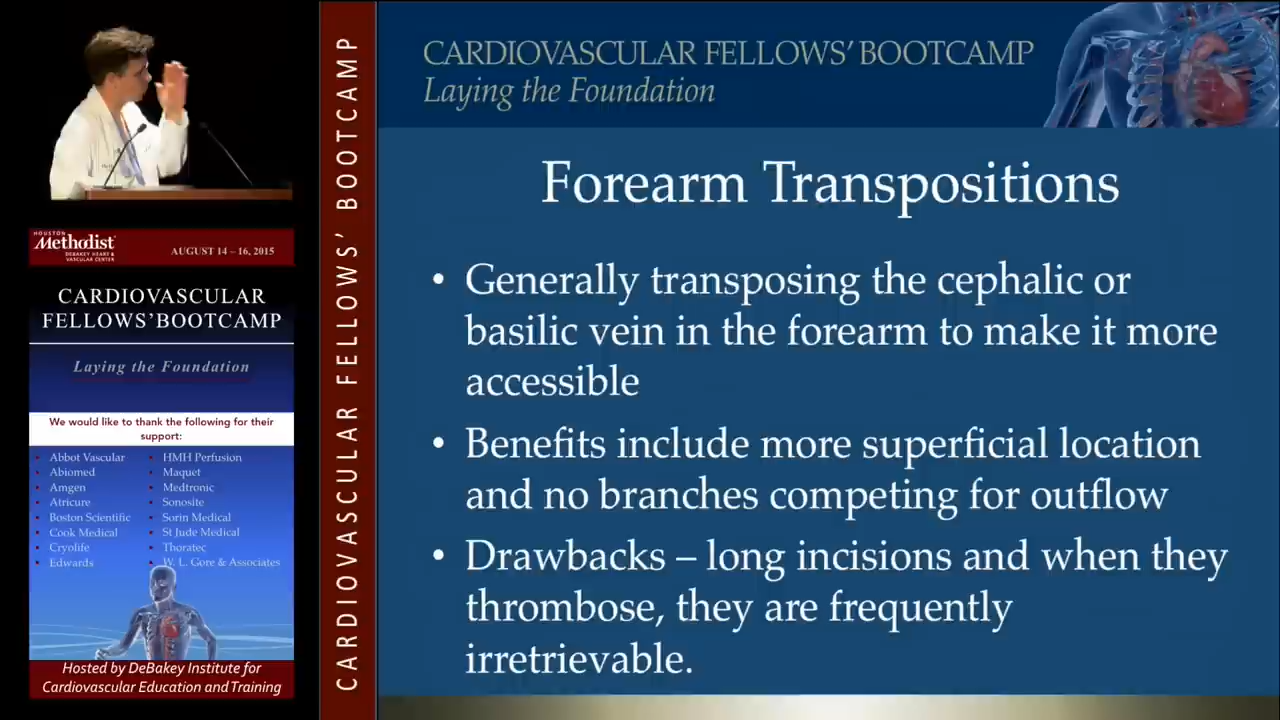 HOUSTON
Methodist
DEBAKEY HEART &
VASCULAR CENTER
AUGUST 14 – 16, 2015
CARDIOVASCULAR
FELLOWS’BOOTCAMP
Laying the Foundation
We would like to thank the following for their
support:
Abbot Vascular
Abiomed
Amgen
Atricure
Boston Scientific
Cook Medical
Cryolife
Edwards
HMH Perfusion
Maquet
Medtronic
Sonosite
Sorin Medical
St Jude Medical
Thoratec
W. L. Gore & Associates
Hosted by DeBakey Institute for
Cardiovascular Education and Training
CARDIOVASCULAR FELLOWS’ BOOTCAMP
CARDIOVASCULAR FELLOWS’ BOOTCAMP
Laying the Foundation
Forearm Transpositions
• Generally transposing the cephalic or
basilic vein in the forearm to make it more
accessible
• Benefits include more superficial location
and no branches competing for outflow
• Drawbacks – long incisions and when they
thrombose, they are frequently
irretrievable.